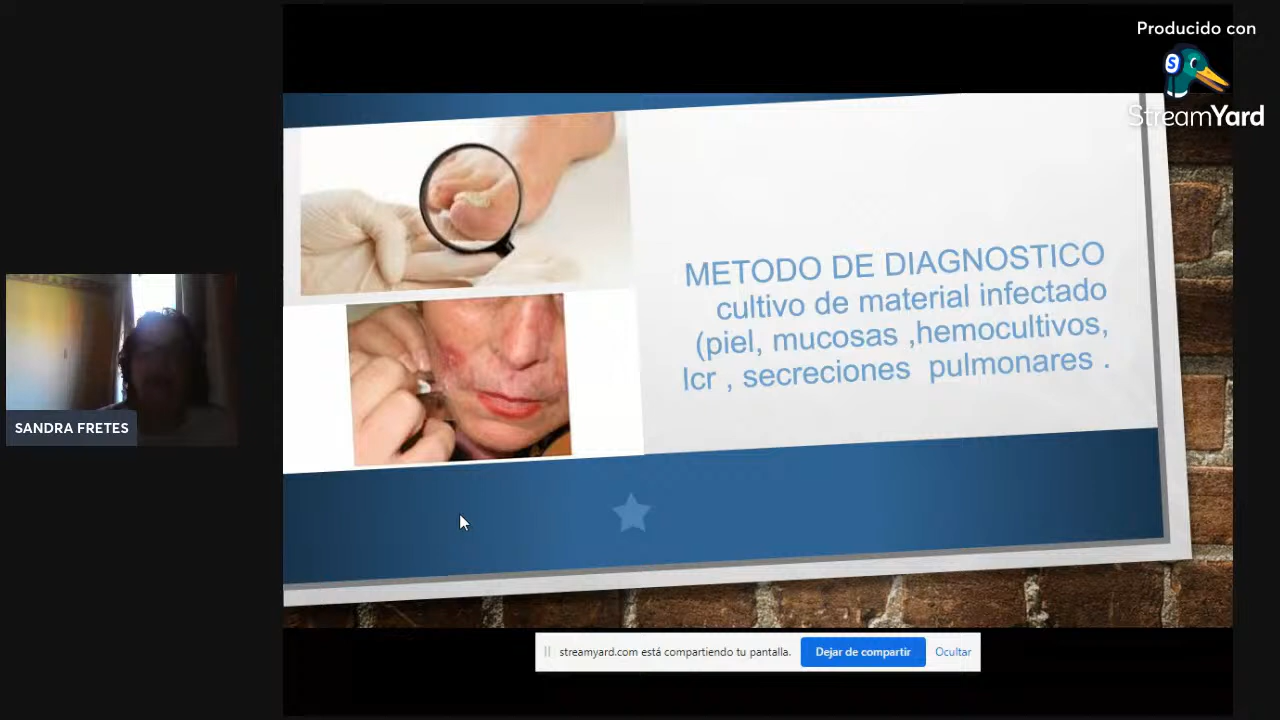 Producido con
S
StreamYard
METODO DE DIAGNOSTICO
cultivo de material infectado
(piel, mucosas ,hemocultivos,
lcr , secreciones pulmonares .
SANDRA FRETES
streamyard.com está compartiendo tu pantalla.
Dejar de compartir
Ocultar